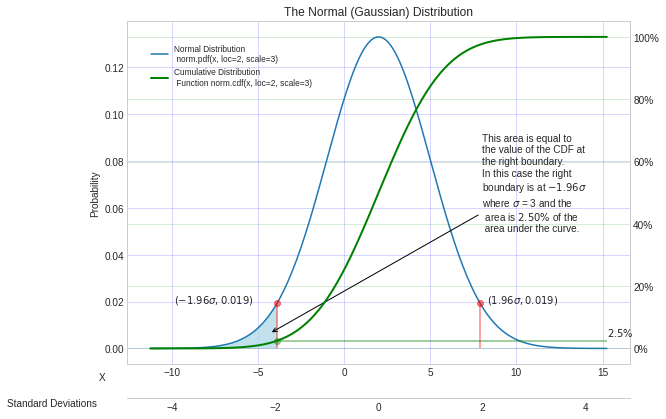 The Normal (Gaussian) Distribution
Normal Distribution
norm.pdf(x, loc=2, scale=3)
Cumulative Distribution
Function norm.cdf(x, loc=2, scale=3)
This area is equal to
the value of the CDF at
the right boundary.
In this case the right
boundary is at −1.96σ
where σ = 3 and the
area is 2.50% of the
area under the curve.
(−1.96σ, 0.019)
(1.96σ, 0.019)
2.5%
Probability
0.12
0.10
0.08
0.06
0.04
0.02
0.00
100%
80%
60%
40%
20%
0%
X
−10 −5 0 5 10 15
Standard Deviations
−4 −2 0 2 4